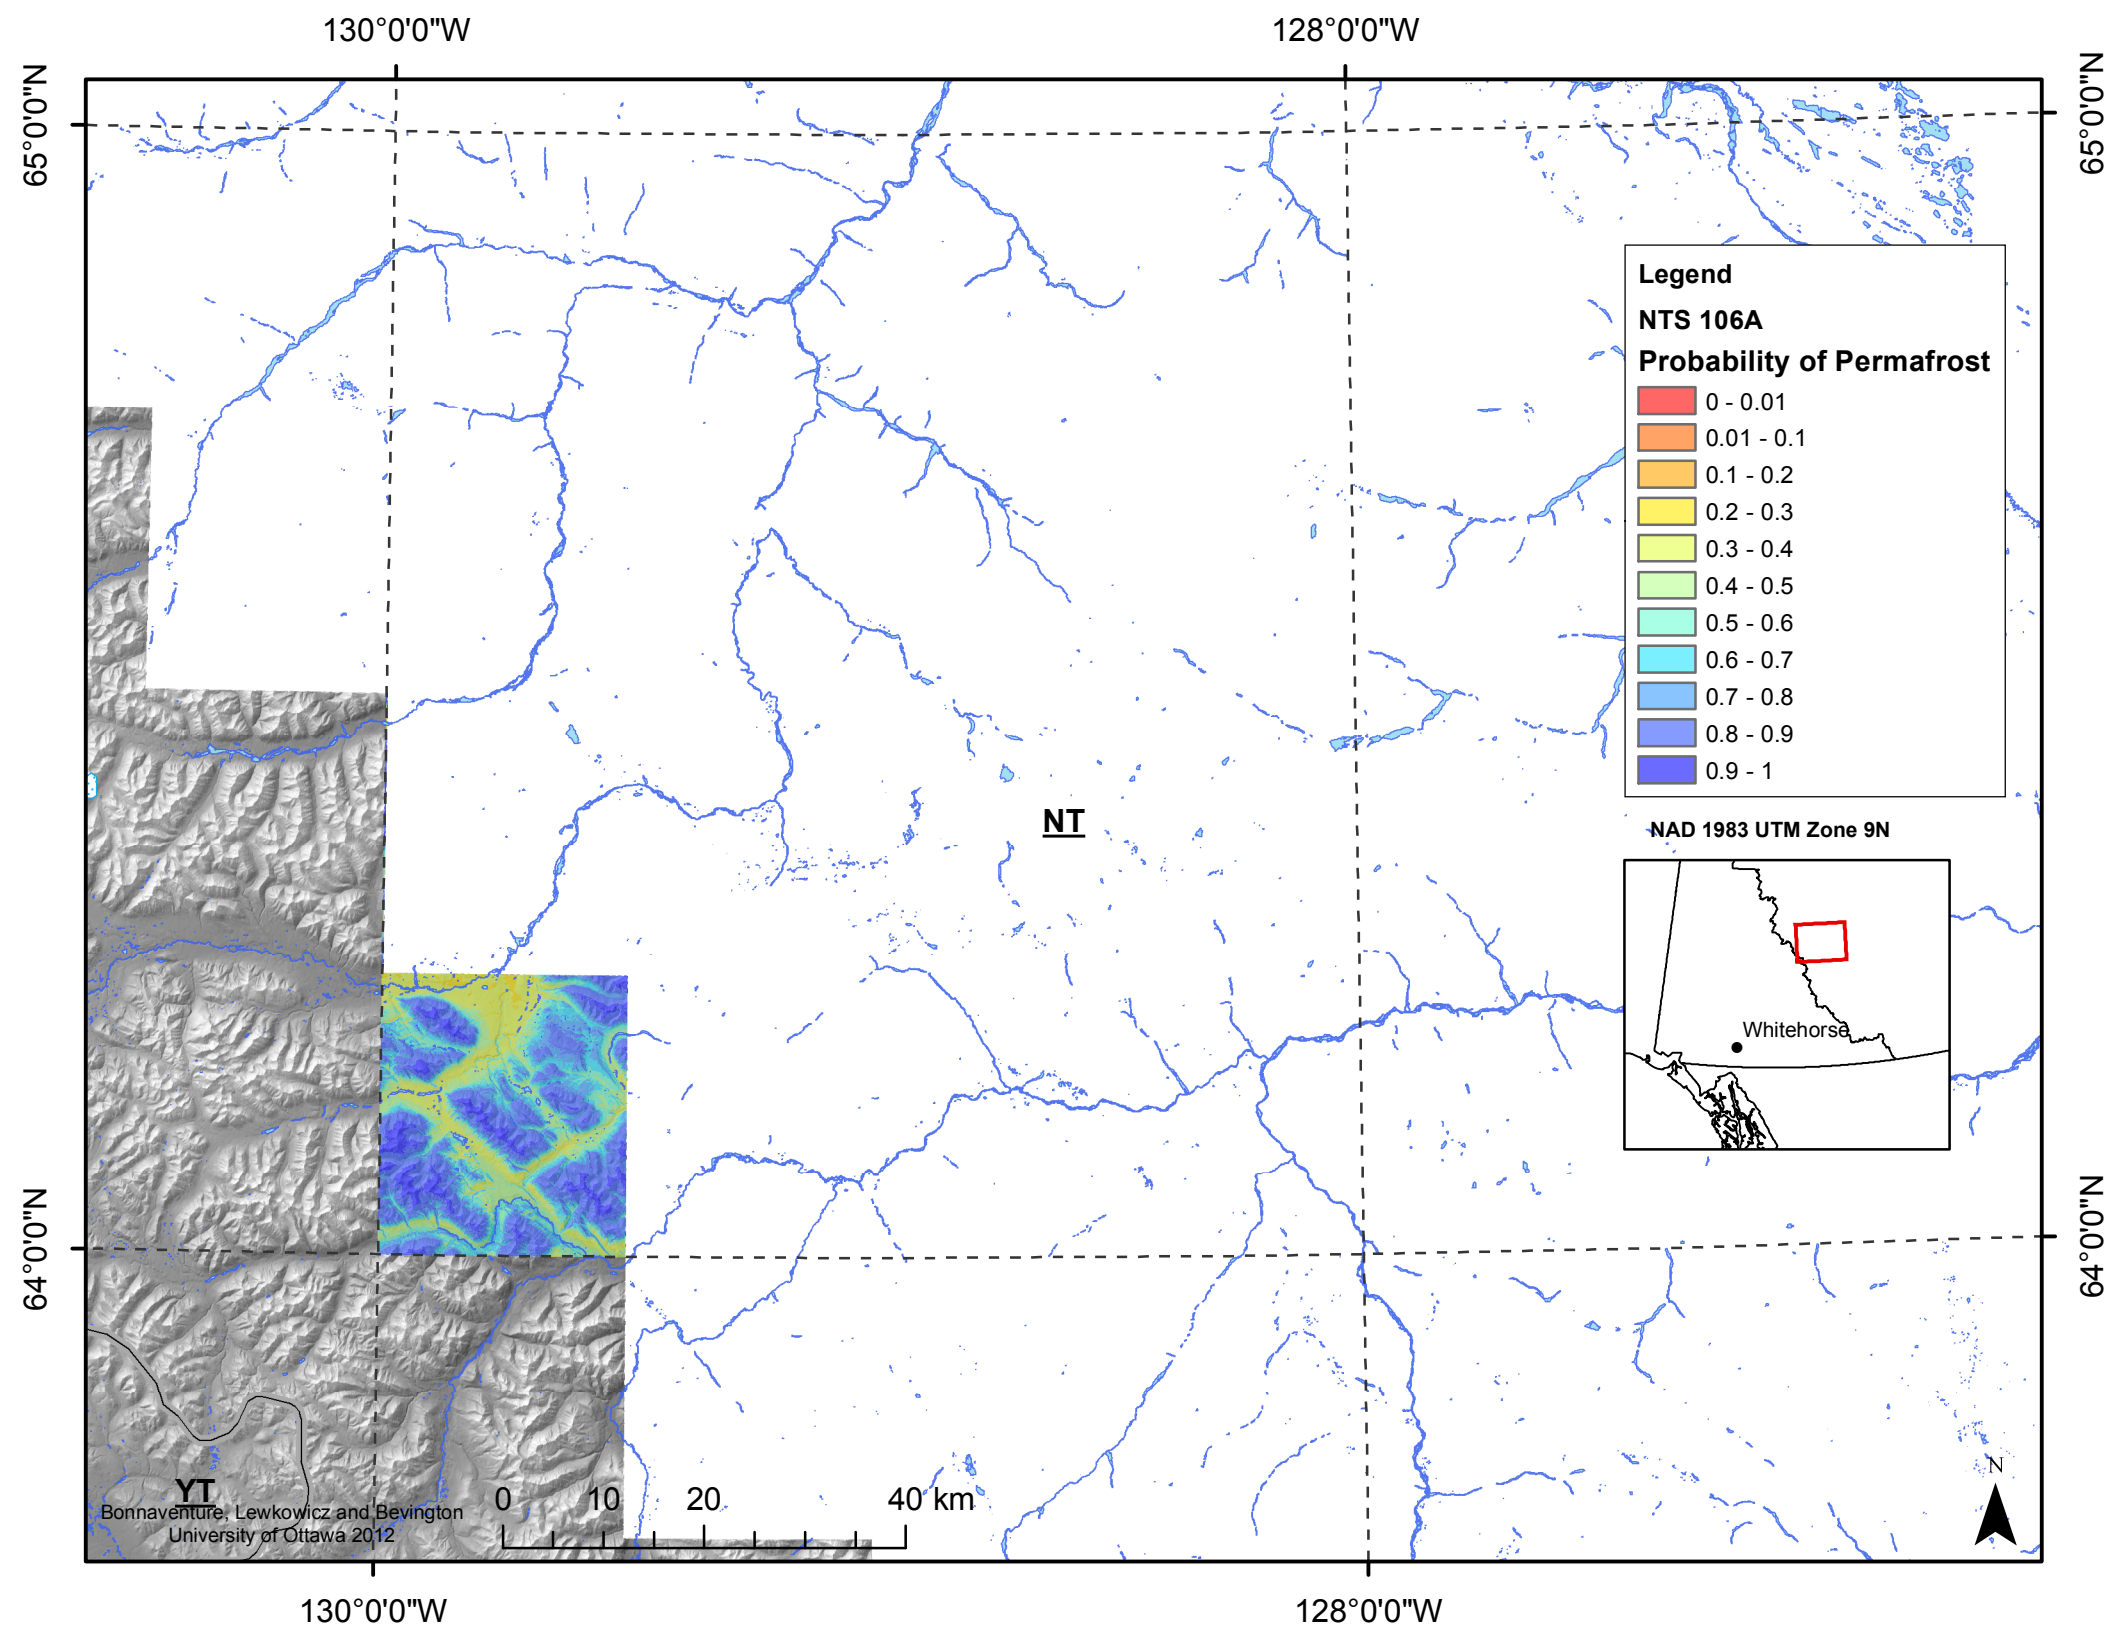 130°0'0"W
128°0'0"W
65°0'0"N
65°0'0"N
Legend
NTS 106A
Probability of Permafrost
0 - 0.01
0.01 - 0.1
0.1 - 0.2
0.2 - 0.3
0.3 - 0.4
0.4 - 0.5
0.5 - 0.6
0.6 - 0.7
0.7 - 0.8
0.8 - 0.9
0.9 - 1
NT
NAD 1983 UTM Zone 9N
Whitehorse
64°0'0"N
64°0'0"N
N
YT
Bonnaventure, Lewkowicz and Bevington
University of Ottawa 2012
0 10 20 40 km
130°0'0"W
128°0'0"W